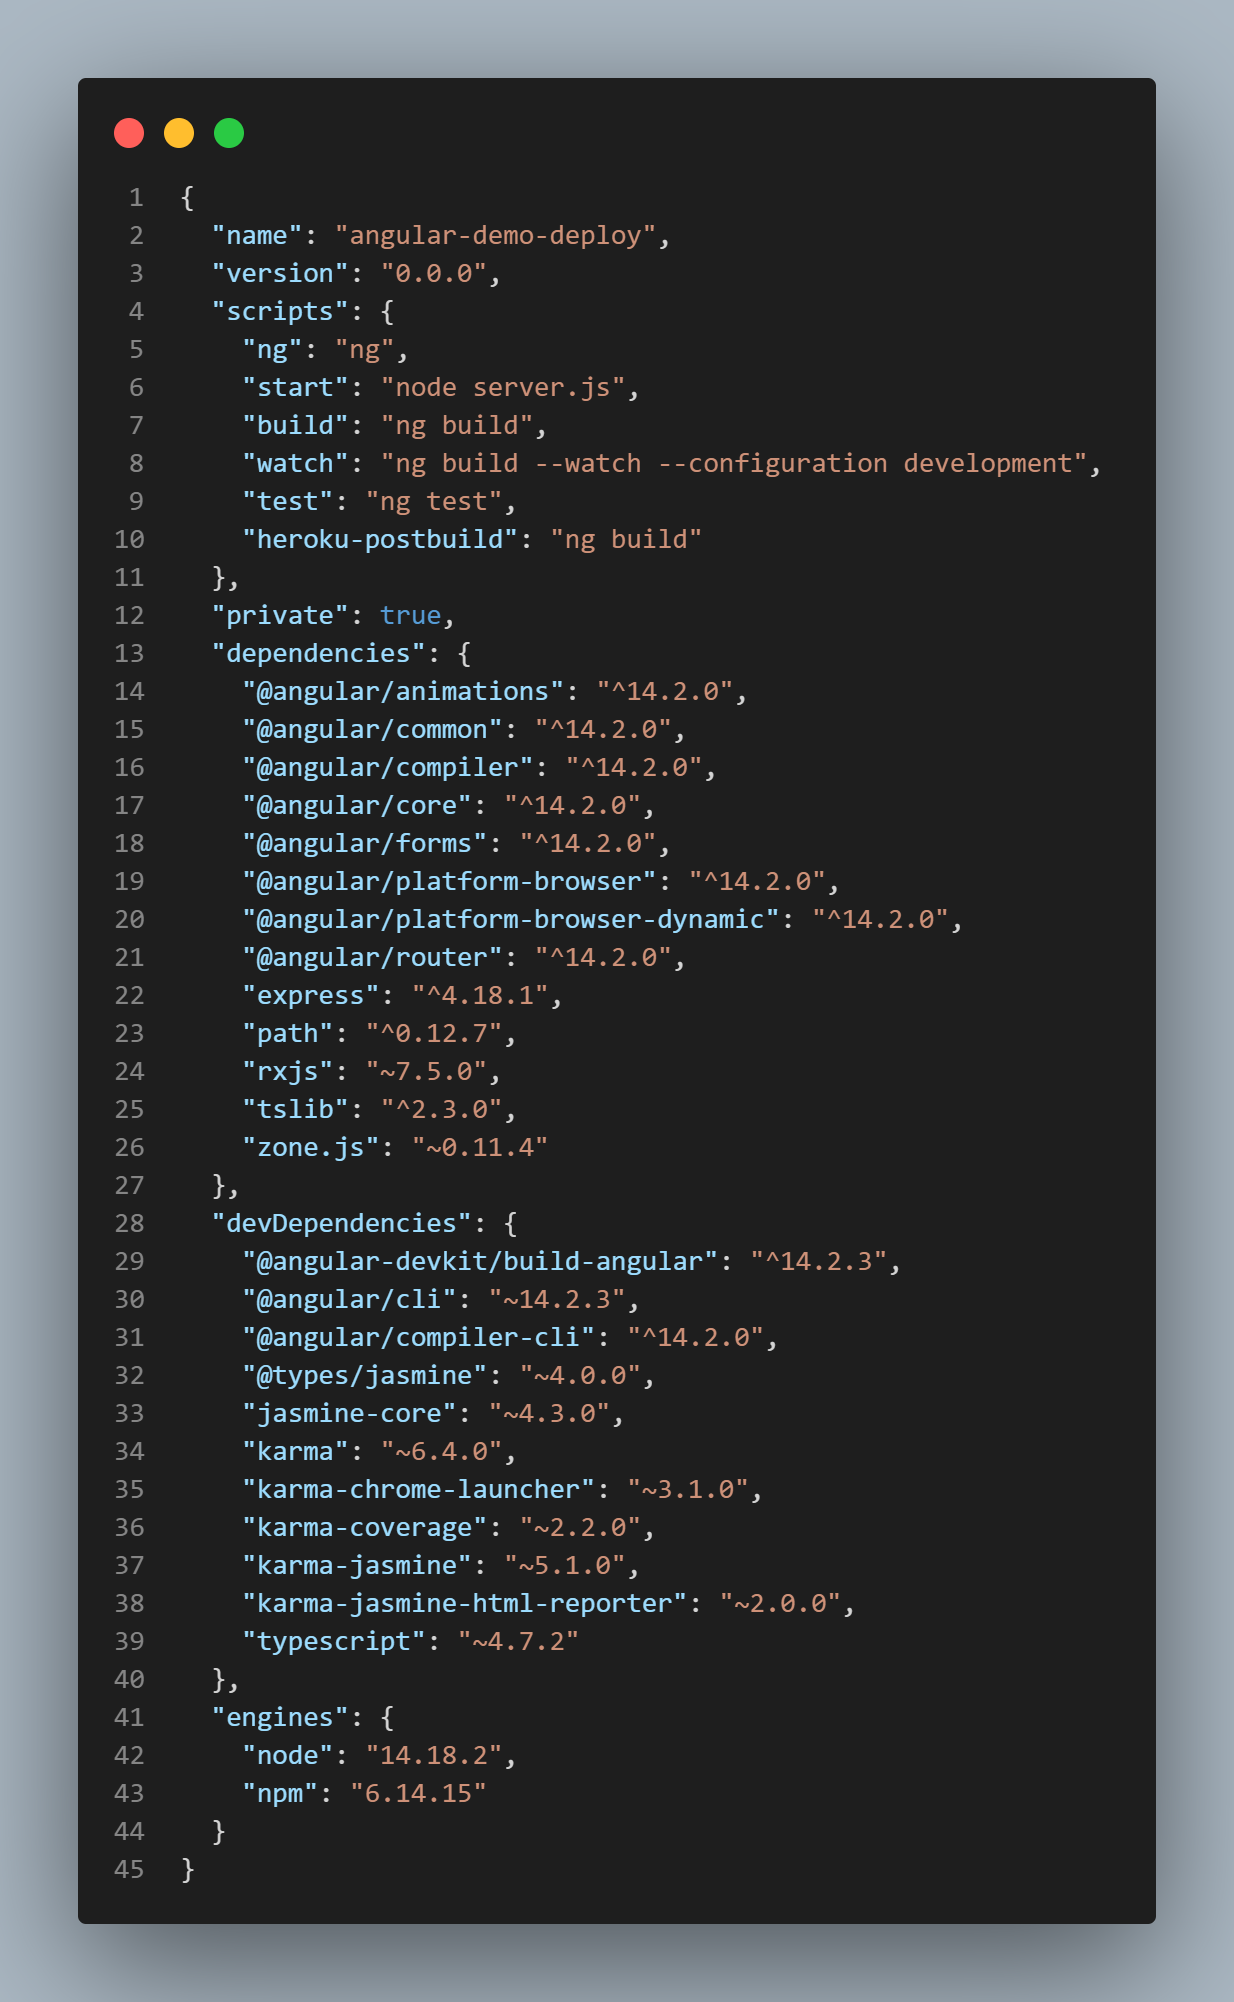 1 {
2   "name": "angular-demo-deploy",
3   "version": "0.0.0",
4   "scripts": {
5     "ng": "ng",
6     "start": "node server.js",
7     "build": "ng build",
8     "watch": "ng build --watch --configuration development",
9     "test": "ng test",
10     "heroku-postbuild": "ng build"
11   },
12   "private": true,
13   "dependencies": {
14     "@angular/animations": "^14.2.0",
15     "@angular/common": "^14.2.0",
16     "@angular/compiler": "^14.2.0",
17     "@angular/core": "^14.2.0",
18     "@angular/forms": "^14.2.0",
19     "@angular/platform-browser": "^14.2.0",
20     "@angular/platform-browser-dynamic": "^14.2.0",
21     "@angular/router": "^14.2.0",
22     "express": "^4.18.1",
23     "path": "^0.12.7",
24     "rxjs": "~7.5.0",
25     "tslib": "^2.3.0",
26     "zone.js": "~0.11.4"
27   },
28   "devDependencies": {
29     "@angular-devkit/build-angular": "^14.2.3",
30     "@angular/cli": "~14.2.3",
31     "@angular/compiler-cli": "^14.2.0",
32     "@types/jasmine": "~4.0.0",
33     "jasmine-core": "~4.3.0",
34     "karma": "~6.4.0",
35     "karma-chrome-launcher": "~3.1.0",
36     "karma-coverage": "~2.2.0",
37     "karma-jasmine": "~5.1.0",
38     "karma-jasmine-html-reporter": "~2.0.0",
39     "typescript": "~4.7.2"
40   },
41   "engines": {
42     "node": "14.18.2",
43     "npm": "6.14.15"
44   }
45 }